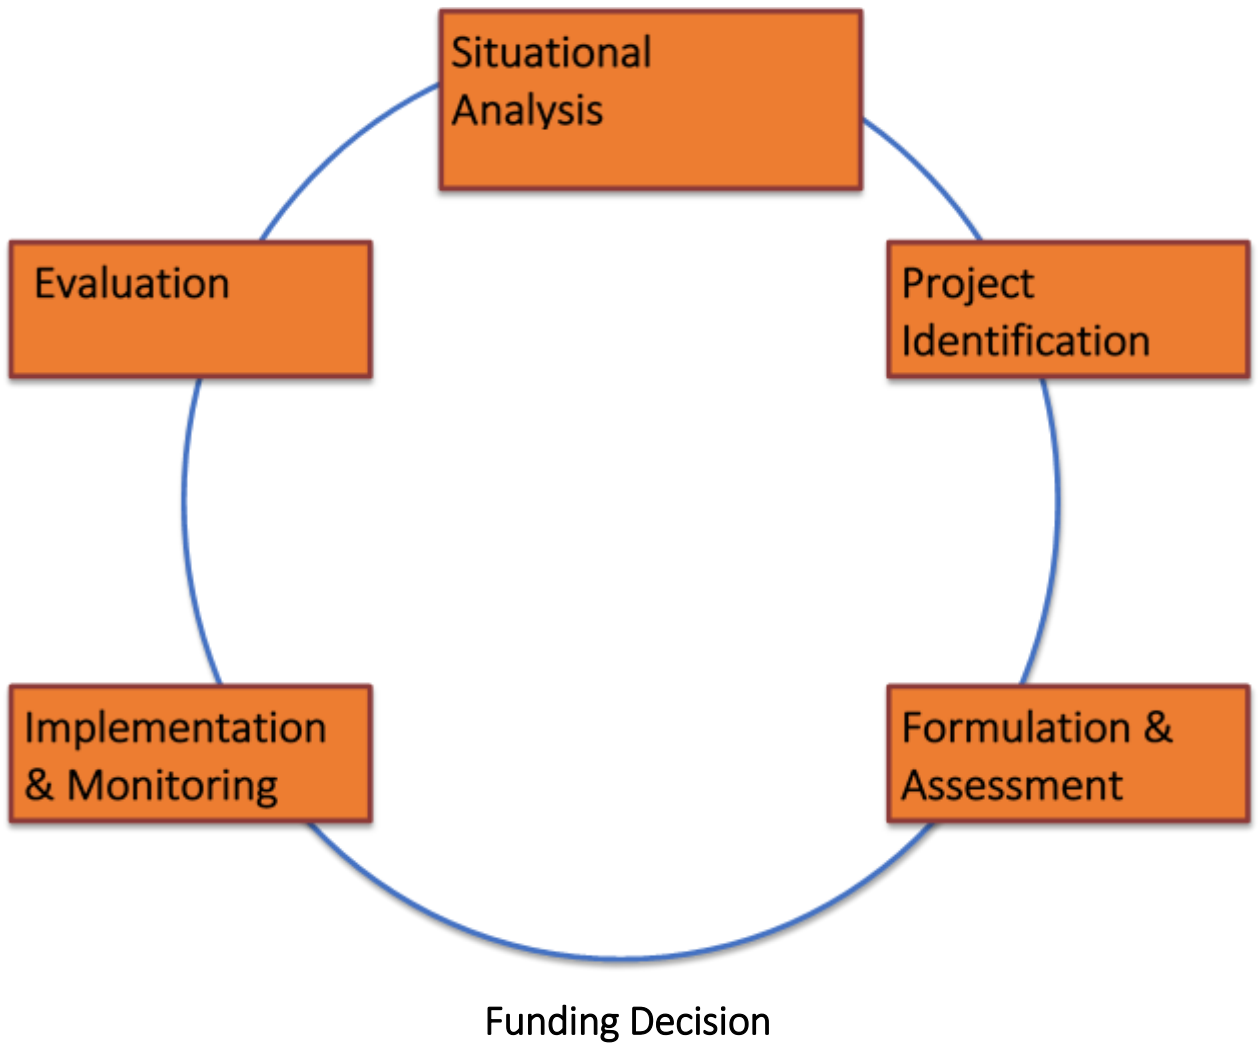 Situational
Analysis
Evaluation
Project
Identification
Implementation
& Monitoring
Formulation &
Assessment
Funding Decision